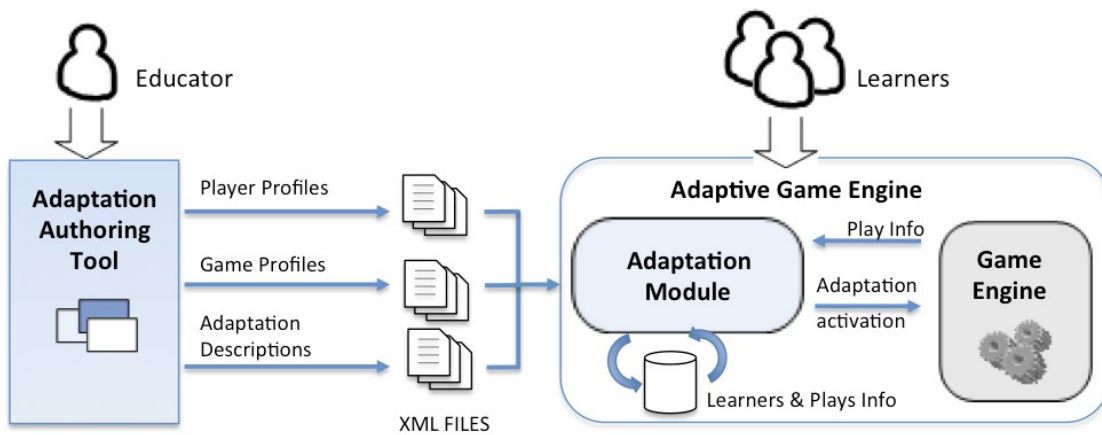 Educator
Learners
Adaptation
Authoring
Tool
Player Profiles
Game Profiles
Adaptation
Descriptions
XML FILES
Adaptive Game Engine
Adaptation
Module
Play Info
Adaptation
activation
Game
Engine
Learners & Plays Info